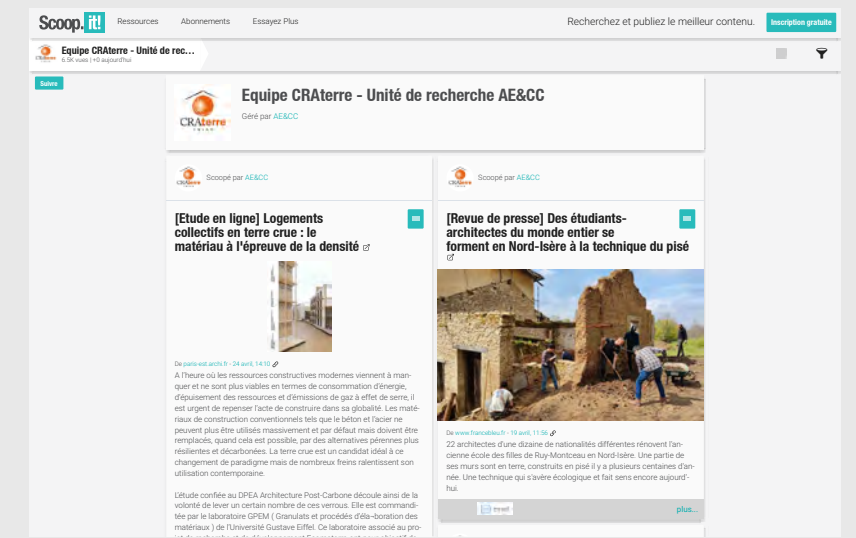 Scoop.it!
Ressources
Abonnements
Essayez Plus
Recherchez et publiez le meilleur contenu.
Inscription gratuite
Equipe CRAterre - Unité de rec...
6.5K vues | +0 aujourd'hui
Suivre
CRAterre
Equipe CRAterre - Unité de recherche AE&CC
Géré par AE&CC
Scoopé par AE&CC
[Etude en ligne] Logements
collectifs en terre crue : le
matériau à l'épreuve de la densité
De paris-est.archi.fr - 24 avril, 14:10
A l'heure où les ressources constructives modernes viennent à man-
quer et ne sont plus viables en termes de consommation d'énergie,
d'épuisement des ressources et d'émissions de gaz à effet de serre, il
est urgent de repenser l'acte de construire dans sa globalité. Les maté-
riaux de construction conventionnels tels que le béton et l'acier ne
peuvent plus être utilisés massivement et par défaut mais doivent être
remplacés, quand cela est possible, par des alternatives pérennes plus
résilientes et décarbonées. La terre crue est un candidat idéal à ce
changement de paradigme mais de nombreux freins ralentissent son
utilisation contemporaine.
L'étude confiée au DPEA Architecture Post-Carbone découle ainsi de la
volonté de lever un certain nombre de ces verrous. Elle est commandi-
tée par le laboratoire GPEM ( Granulats et procédés d'éla-boration des
matériaux ) de l'Université Gustave Eiffel. Ce laboratoire associé au pro-
Scoopé par AE&CC
[Revue de presse] Des étudiants-
architectes du monde entier se
forment en Nord-Isère à la technique du pisé
De www.francebleu.fr - 19 avril, 11:56
22 architectes d'une dizaine de nationalités différentes rénovent l'an-
cienne école des filles de Ruy-Montceau en Nord-Isère. Une partie de
ses murs sont en terre, construits en pisé il y a plusieurs centaines d'an-
née. Une technique qui s'avère écologique et fait sens encore aujourd'-
hui.
plus...